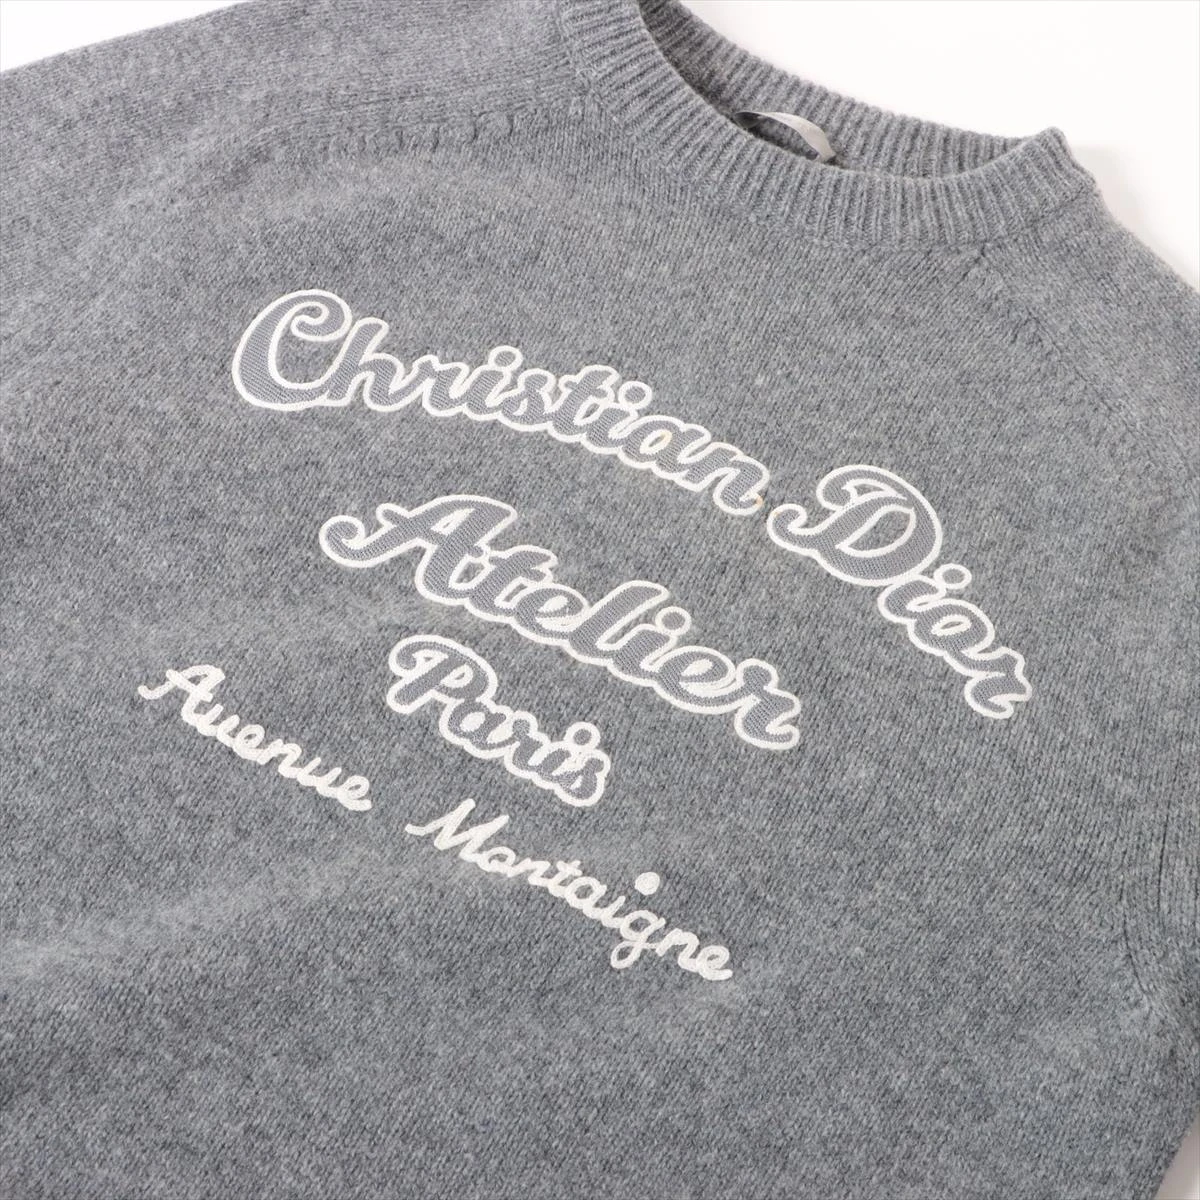 Christian Dior
Atelier
Paris
Avenue Montaigne